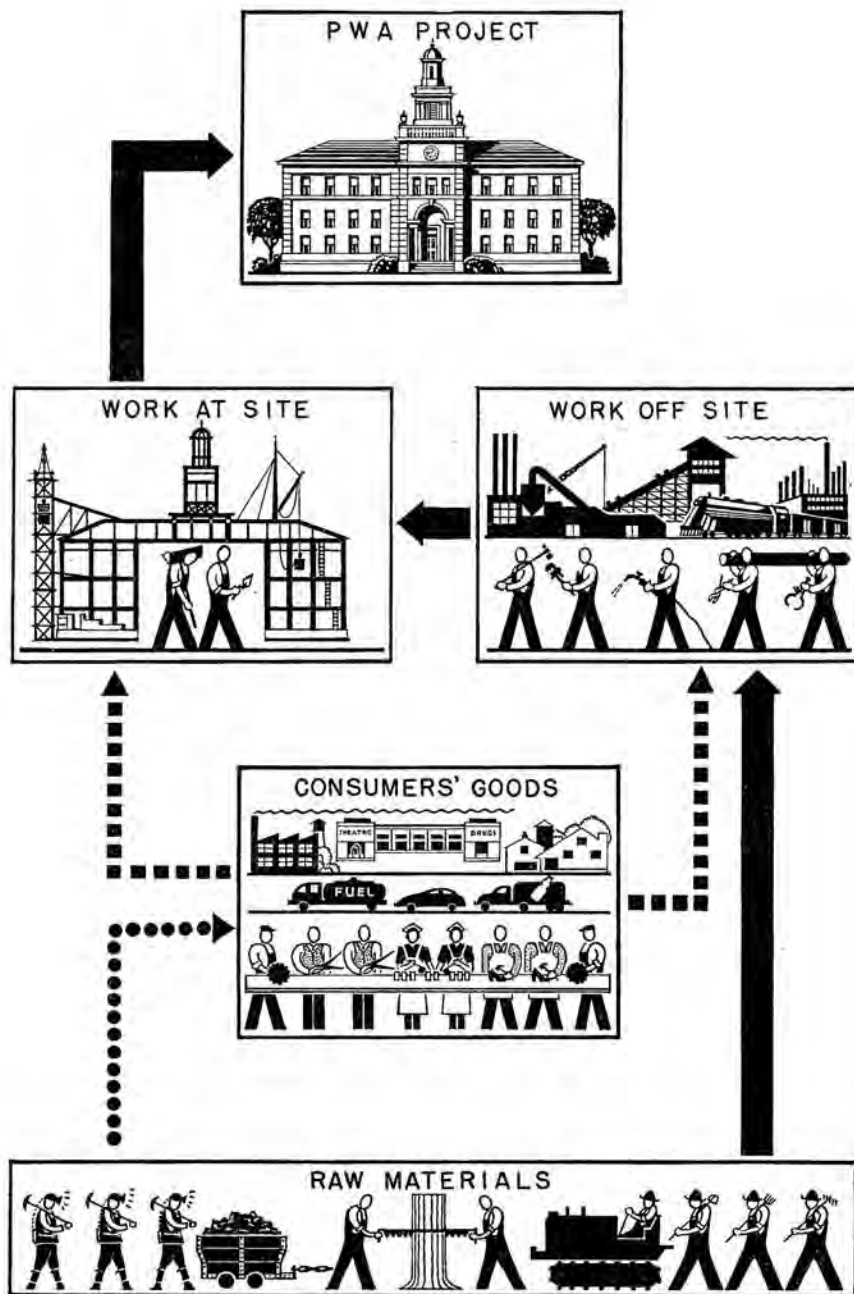 PWA PROJECT
WORK AT SITE
WORK OFF SITE
CONSUMERS' GOODS
THEATRE
DRUGS
FUEL
RAW MATERIALS